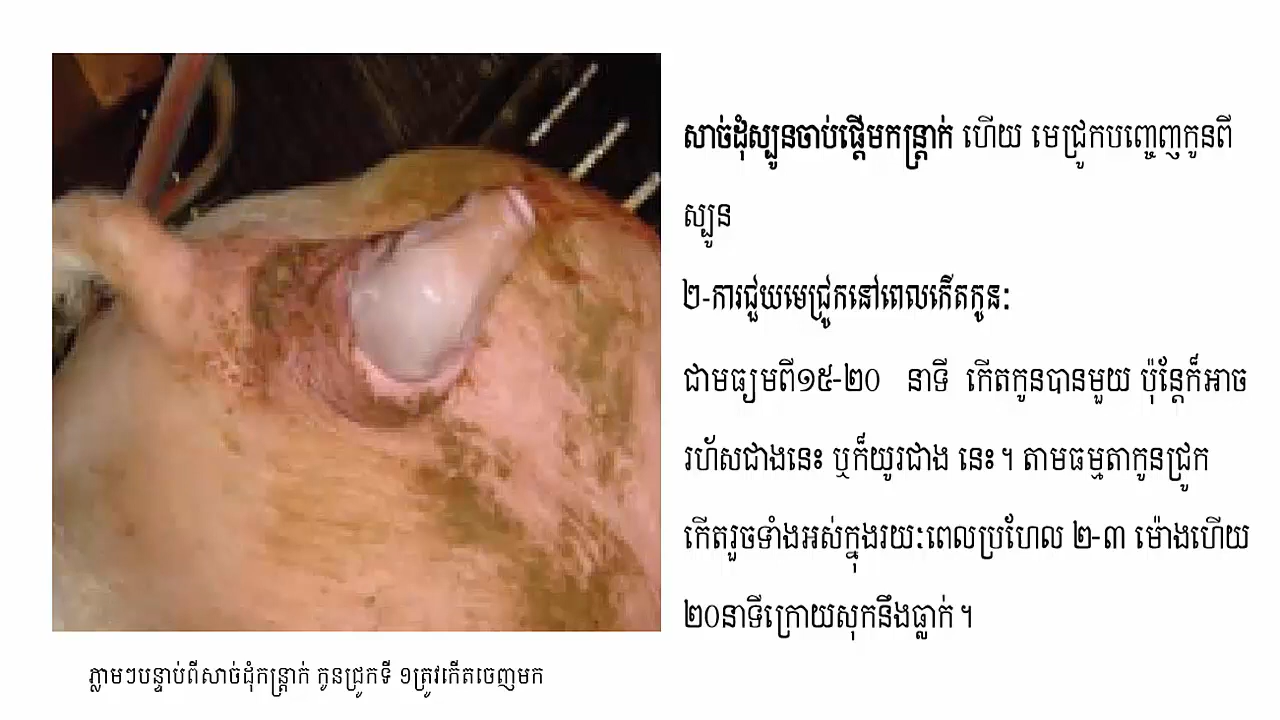 សាច់ដុំស្បូនចាប់ផ្តើមកន្ត្រាក់ ហើយ មេជ្រូកបញ្ចេញកូនពី
ស្បូន
២-ការជួយមេជ្រូកនៅពេលកើតកូន:
ជាមធ្យមពី១៥-២០ នាទី កើតកូនបានមួយ ប៉ុន្តែក៏អាច
រហ័សជាងនេះ ឬក៏យូរជាង នេះ។ តាមធម្មតាកូនជ្រូក
កើតរួចទាំងអស់ក្នុងរយ:ពេលប្រហែល ២-៣ ម៉ោងហើយ
២០នាទីក្រោយសុកនឹងធ្លាក់។
ភ្លាមៗបន្ទាប់ពីសាច់ដុំកន្ត្រាក់ កូនជ្រូកទី ១ត្រូវកើតចេញមក